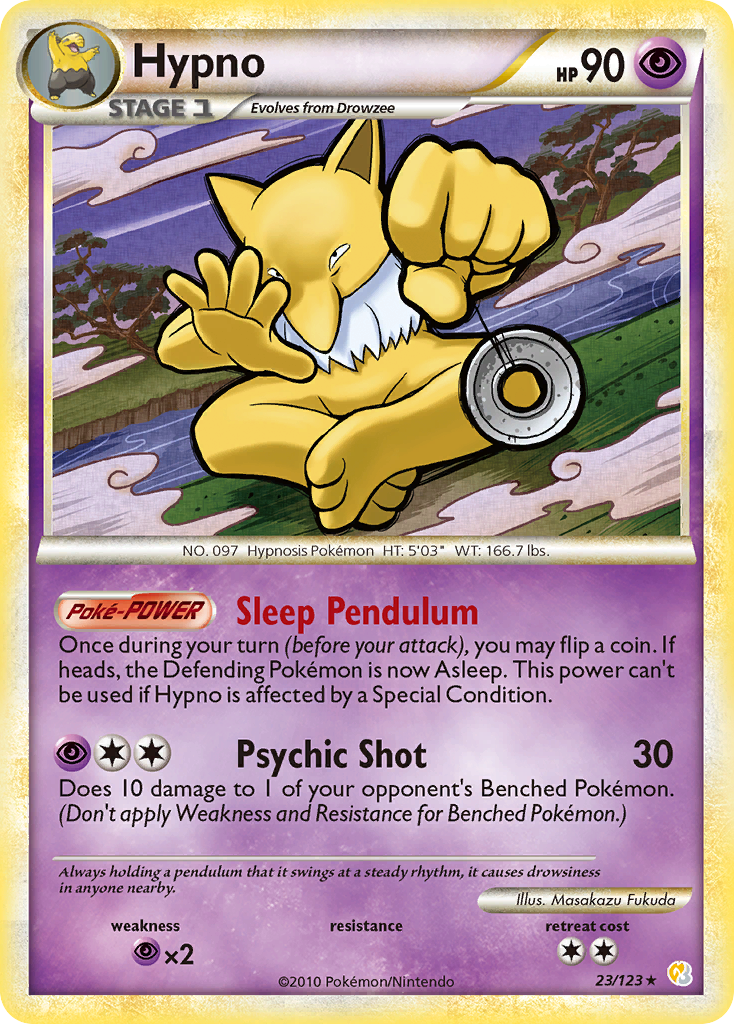 Hypno
HP 90
STAGE 1
Evolves from Drowzee
NO. 097 Hypnosis Pokémon HT: 5'03" WT: 166.7 lbs.
Poké-POWER Sleep Pendulum
Once during your turn (before your attack), you may flip a coin. If
heads, the Defending Pokémon is now Asleep. This power can't
be used if Hypno is affected by a Special Condition.
Psychic Shot 30
Does 10 damage to 1 of your opponent's Benched Pokémon.
(Don't apply Weakness and Resistance for Benched Pokémon.)
Always holding a pendulum that it swings at a steady rhythm, it causes drowsiness
in anyone nearby.
Illus. Masakazu Fukuda
weakness resistance retreat cost
×2
©2010 Pokémon/Nintendo
23/123 ★